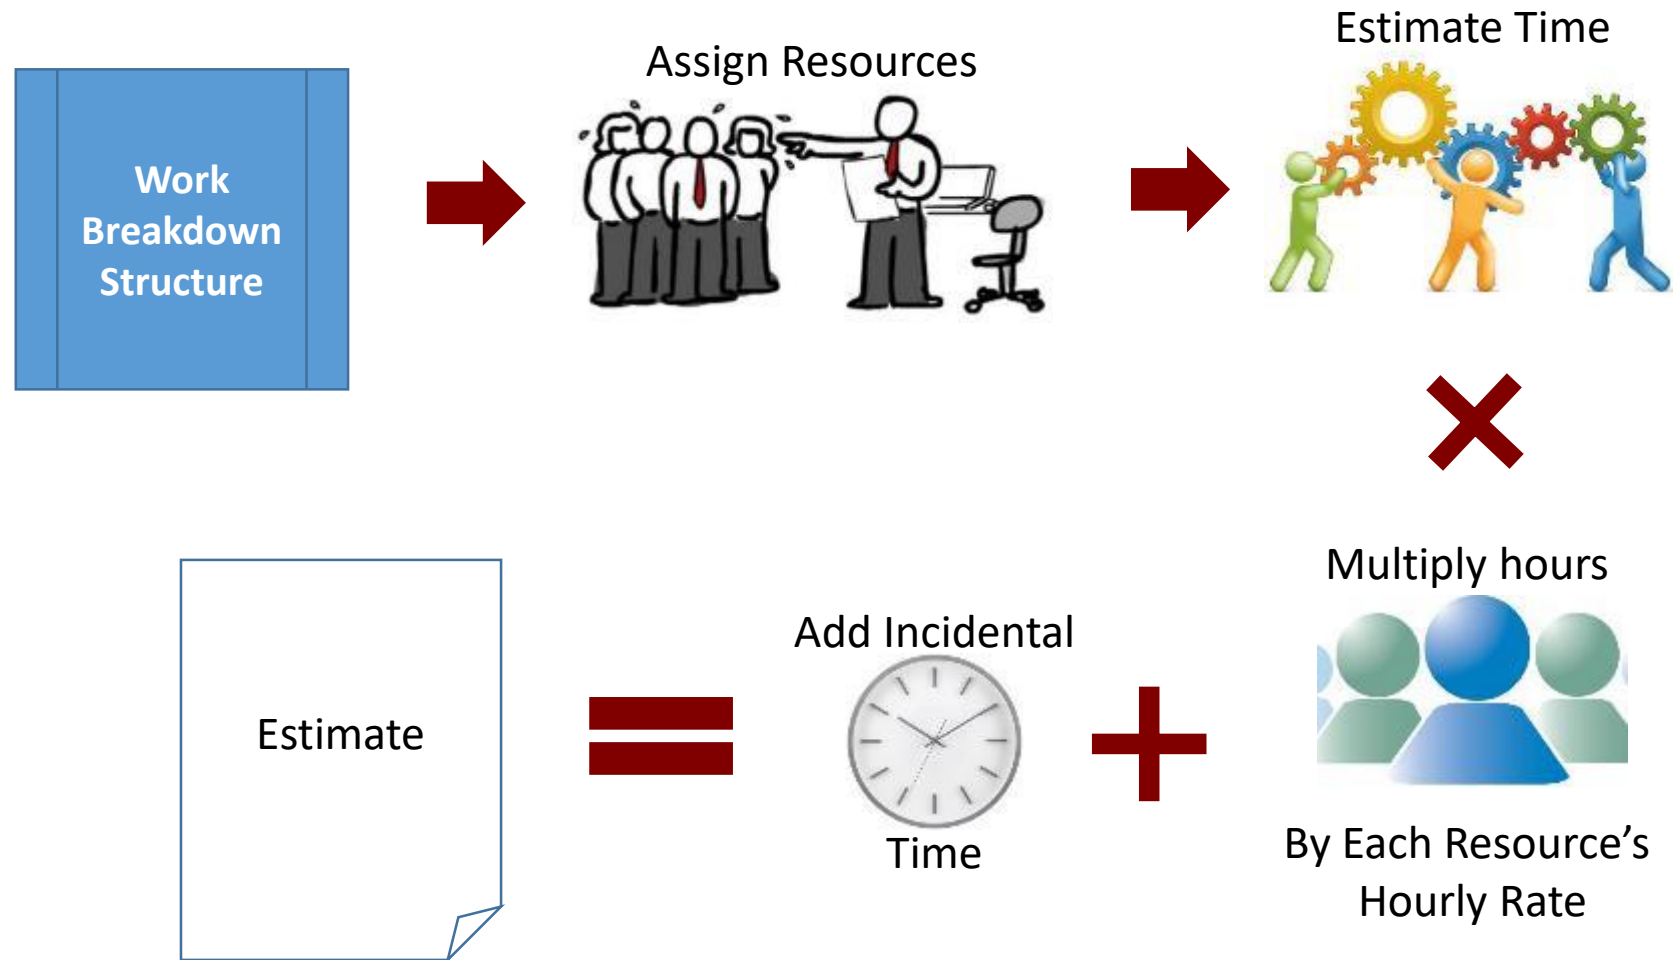 Work
Breakdown
Structure
Assign Resources
Estimate Time
Multiply hours
By Each Resource’s
Hourly Rate
Add Incidental
Time
Estimate